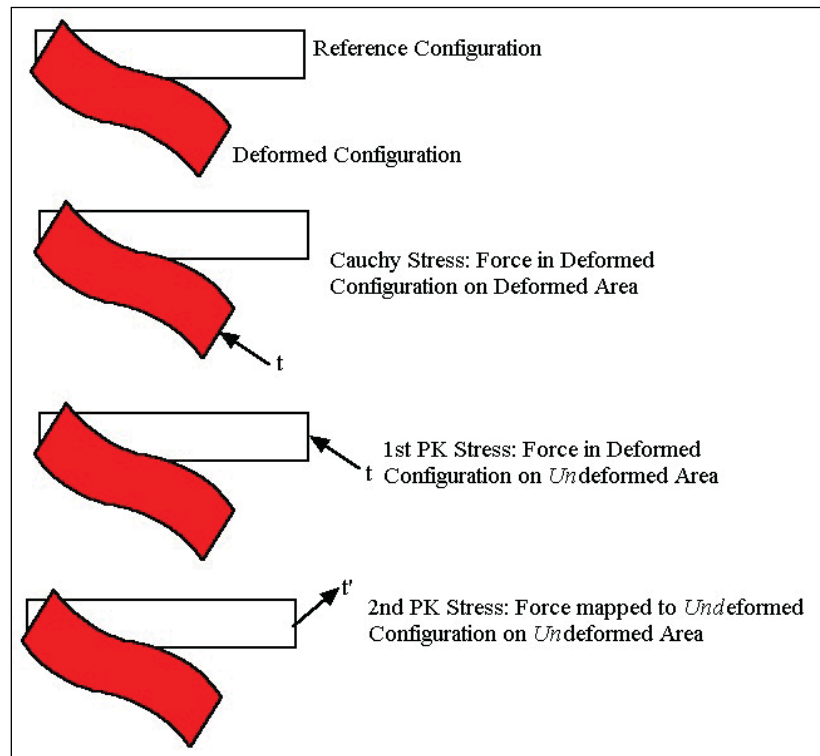 Reference Configuration
Deformed Configuration
Cauchy Stress: Force in Deformed
Configuration on Deformed Area
t
1st PK Stress: Force in Deformed
t
Configuration on Undeformed Area
t'
2nd PK Stress: Force mapped to Undeformed
Configuration on Undeformed Area